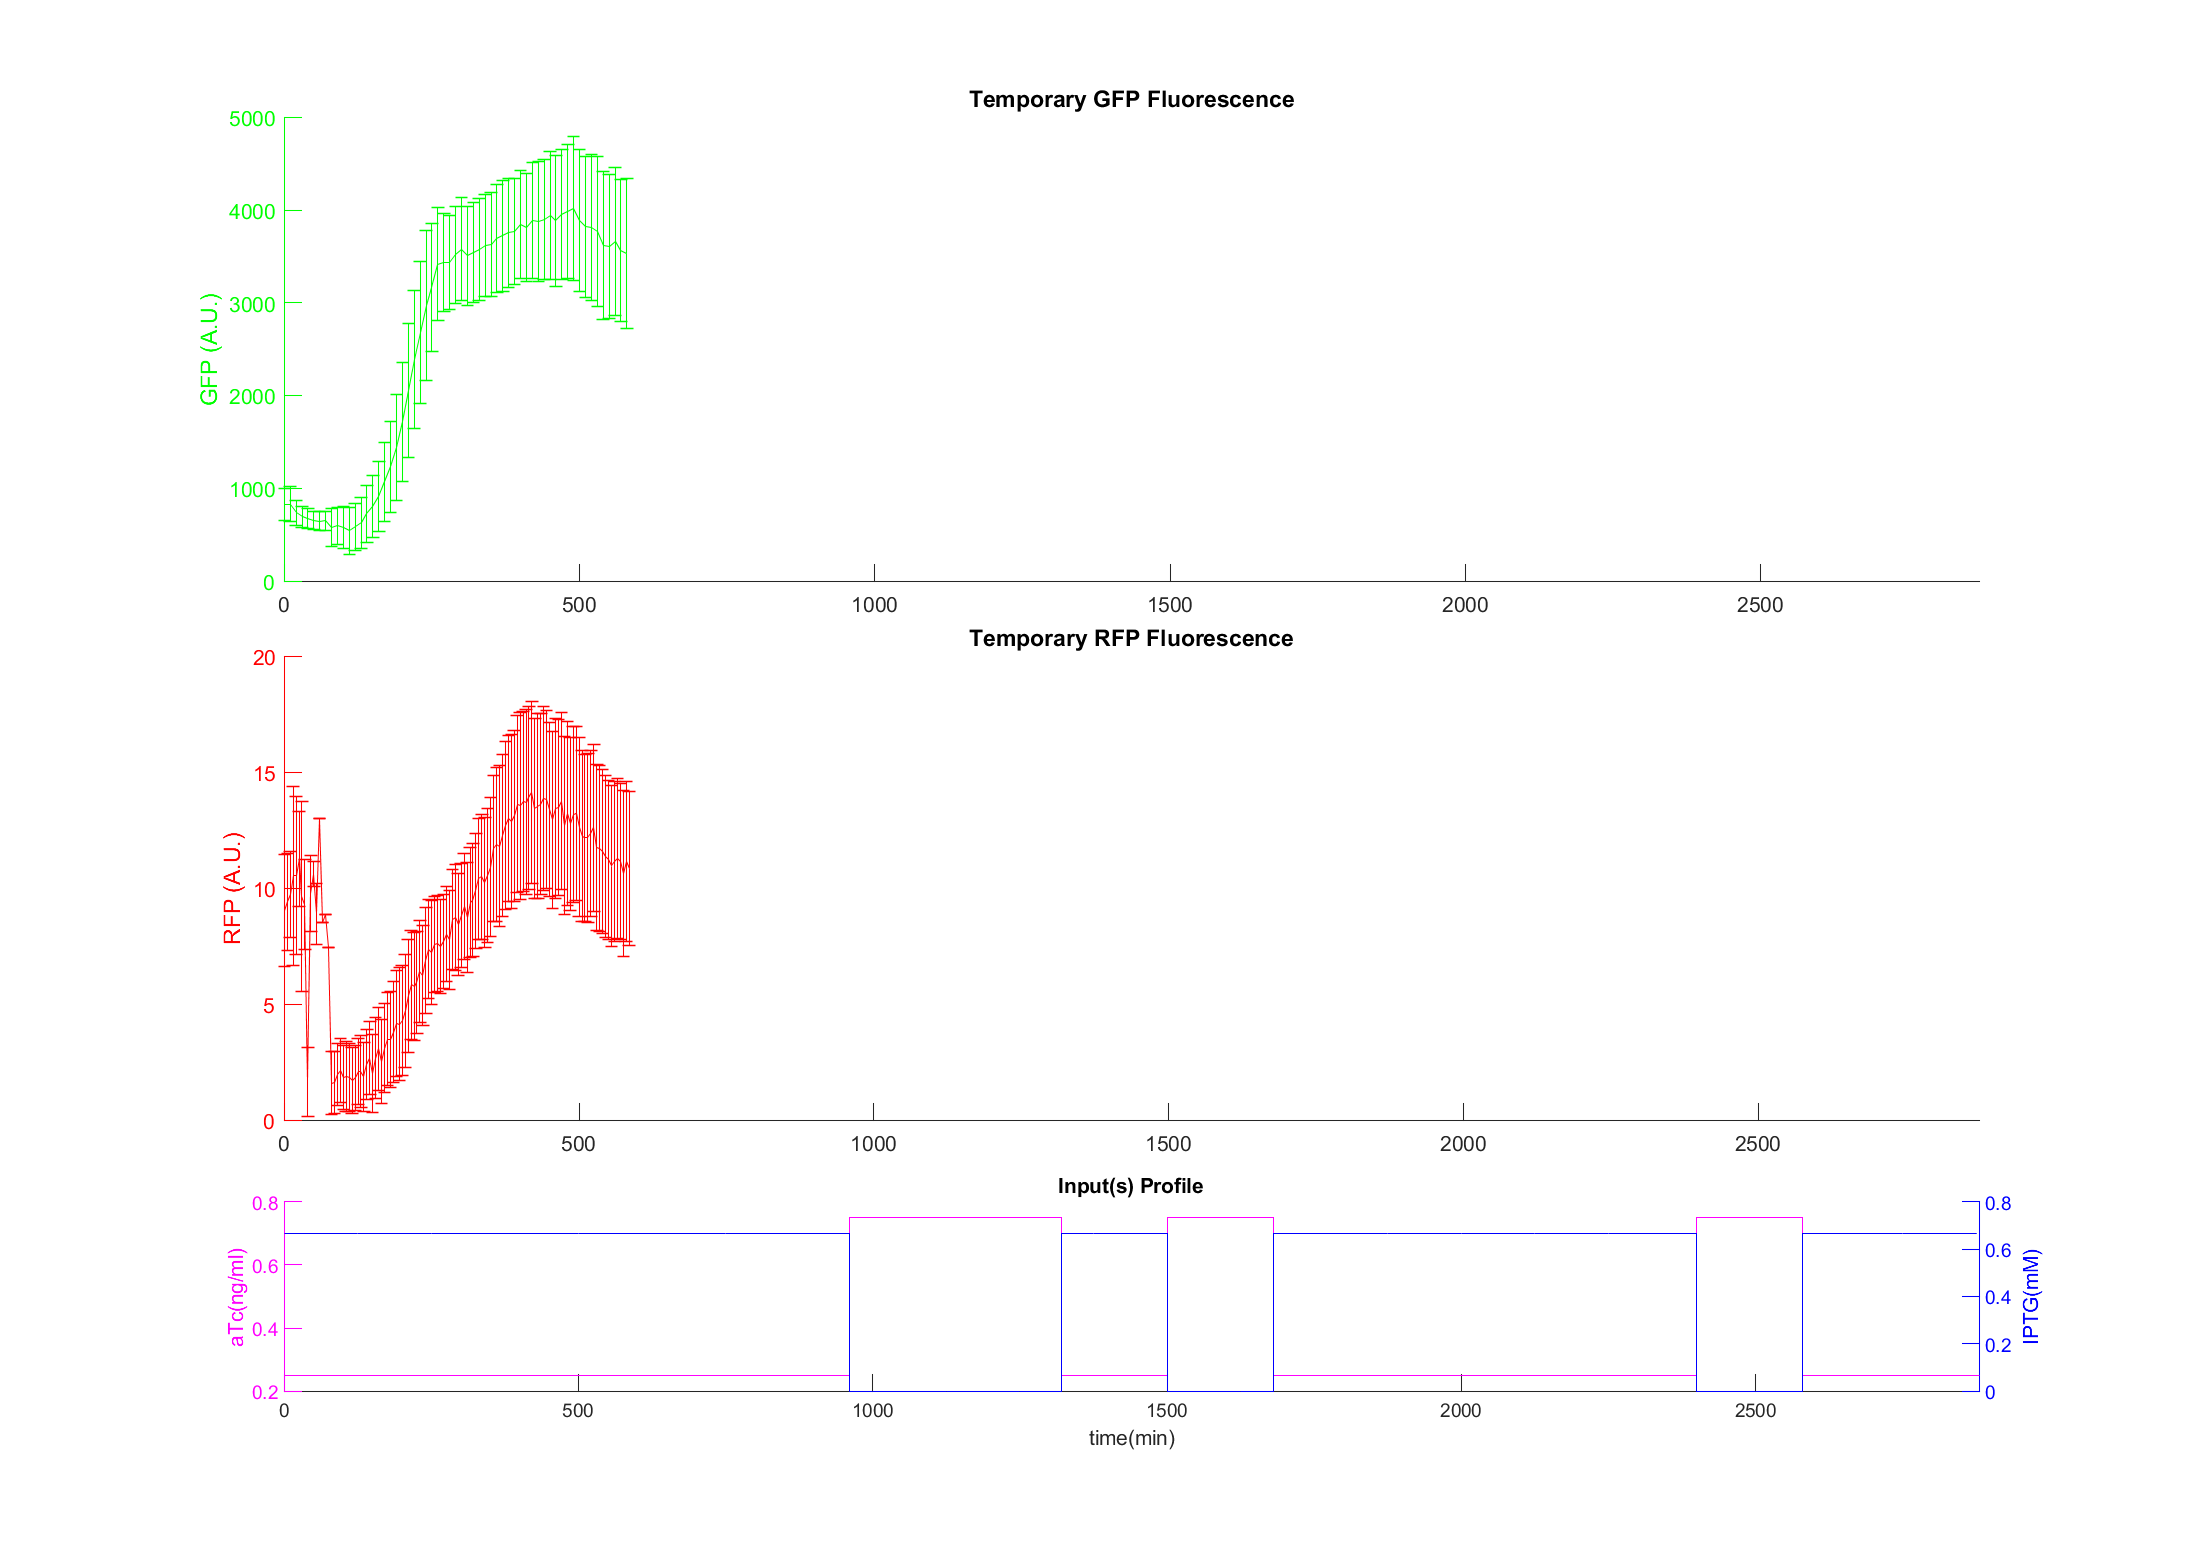 Temporary GFP Fluorescence
5000
4000
3000
2000
1000
0
GFP (A.U.)
0 500 1000 1500 2000 2500
Temporary RFP Fluorescence
20
15
10
5
0
RFP (A.U.)
0 500 1000 1500 2000 2500
Input(s) Profile
0.8 0.8
0.6 0.6
0.4 0.4
0.2
0.2 0
aTc(ng/ml)
IPTG(mM)
0 500 1000 1500 2000 2500
time(min)